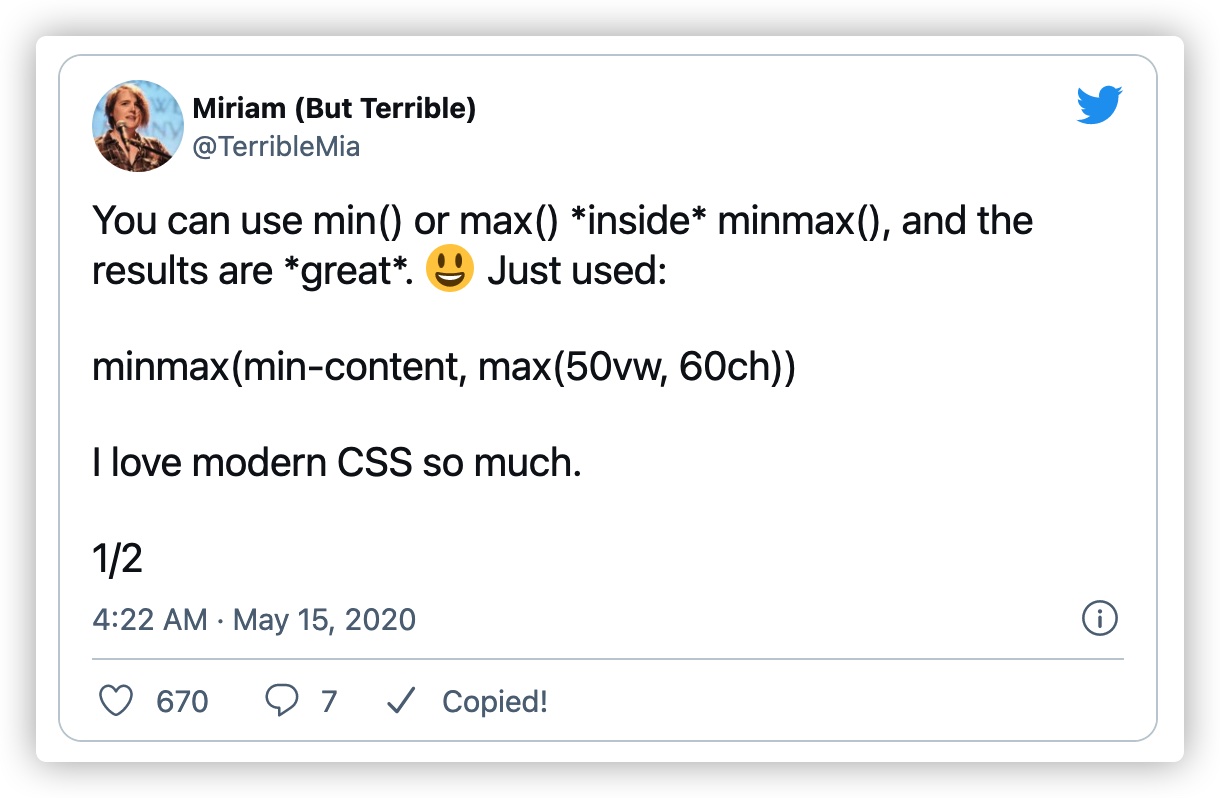 Miriam (But Terrible)
@TerribleMia
You can use min() or max() *inside* minmax(), and the
results are *great*. 😃 Just used:
minmax(min-content, max(50vw, 60ch))
I love modern CSS so much.
1/2
4:22 AM · May 15, 2020
670 7 Copied!